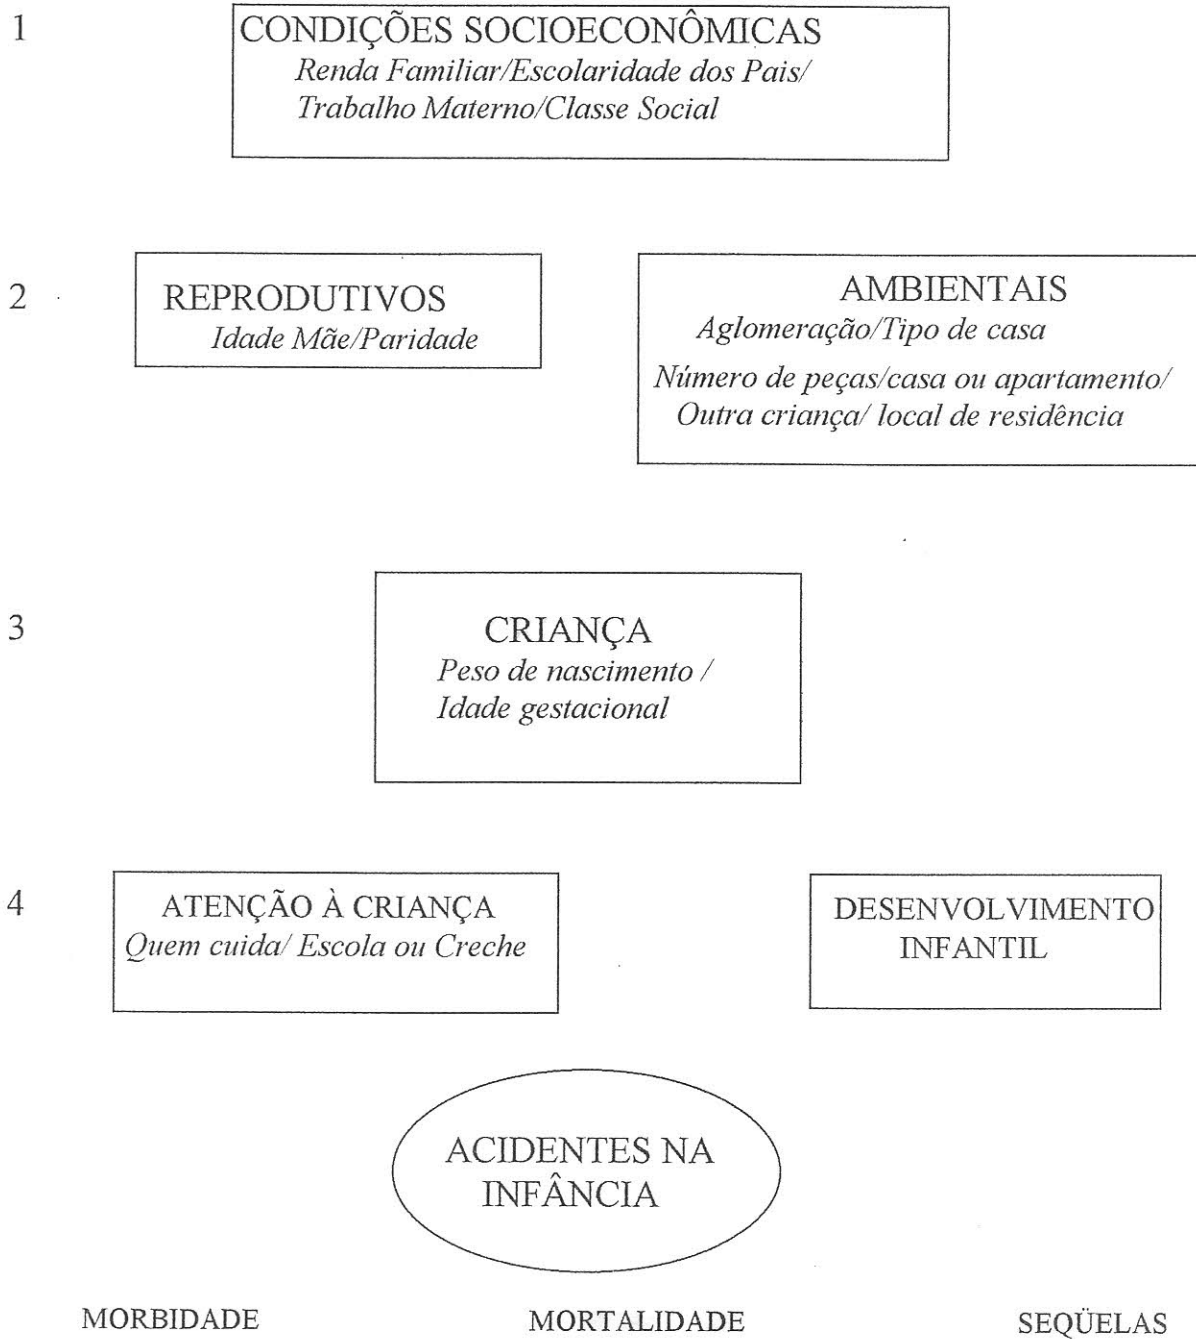 1
CONDIÇÕES SOCIOECONÔMICAS
Renda Familiar/Escolaridade dos Pais/
Trabalho Materno/Classe Social
2
REPRODUTIVOS
Idade Mãe/Paridade
AMBIENTAIS
Aglomeração/Tipo de casa
Número de peças/casa ou apartamento/
Outra criança/ local de residência
3
CRIANÇA
Peso de nascimento /
Idade gestacional
4
ATENÇÃO À CRIANÇA
Quem cuida/ Escola ou Creche
DESENVOLVIMENTO
INFANTIL
ACIDENTES NA
INFÂNCIA
MORBIDADE
MORTALIDADE
SEQÜELAS